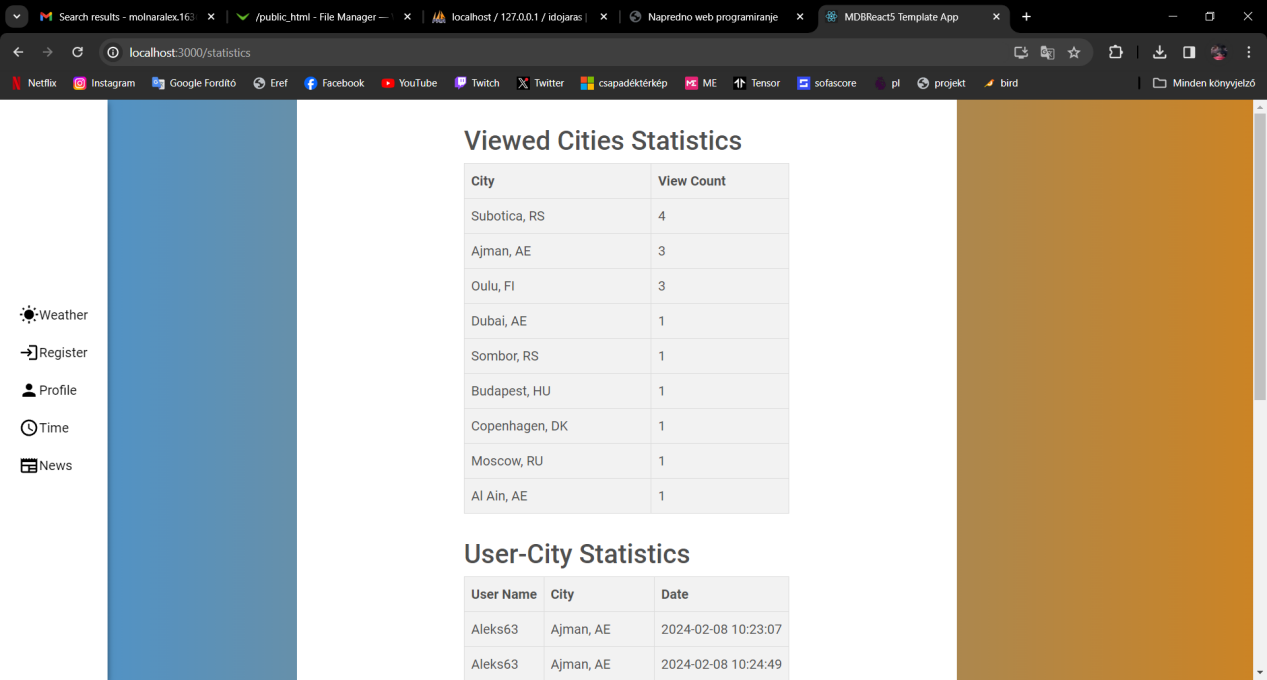 Search results - molnaralex.163
/public_html - File Manager —
localhost / 127.0.0.1 / idojaras |
Napredno web programiranje
MDBReact5 Template App
localhost:3000/statistics
Netflix Instagram Google Fordító Eref Facebook YouTube Twitch Twitter csapadéktérkép ME Tensor sofascore pl projekt bird Minden könyvjelző
Weather
Register
Profile
Time
News
Viewed Cities Statistics
City View Count
Subotica, RS 4
Ajman, AE 3
Oulu, FI 3
Dubai, AE 1
Sombor, RS 1
Budapest, HU 1
Copenhagen, DK 1
Moscow, RU 1
Al Ain, AE 1
User-City Statistics
User Name City Date
Aleks63 Ajman, AE 2024-02-08 10:23:07
Aleks63 Ajman, AE 2024-02-08 10:24:49